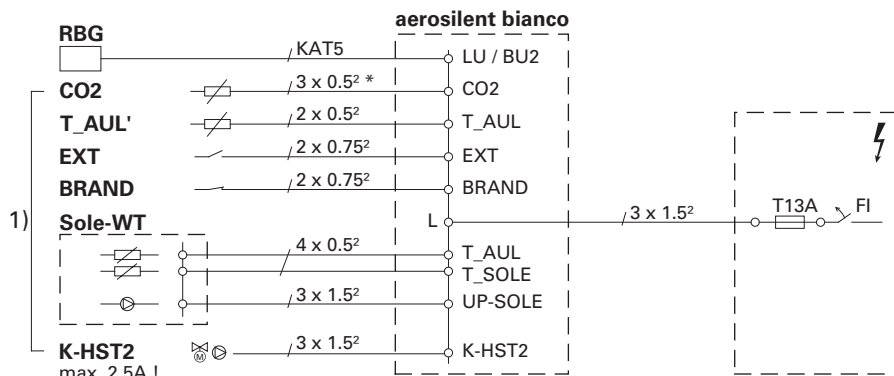 aerosilent bianco
RBG KAT5 LU / BU2
CO2 3 x 0.5² * CO2
T_AUL' 2 x 0.5² T_AUL
EXT 2 x 0.75² EXT
BRAND 2 x 0.75² BRAND
1) Sole-WT L 3 x 1.5² T13A FI
4 x 0.5² T_AUL
T_SOLE
3 x 1.5² UP-SOLE
K-HST2 M 3 x 1.5² K-HST2
max. 2.5A !